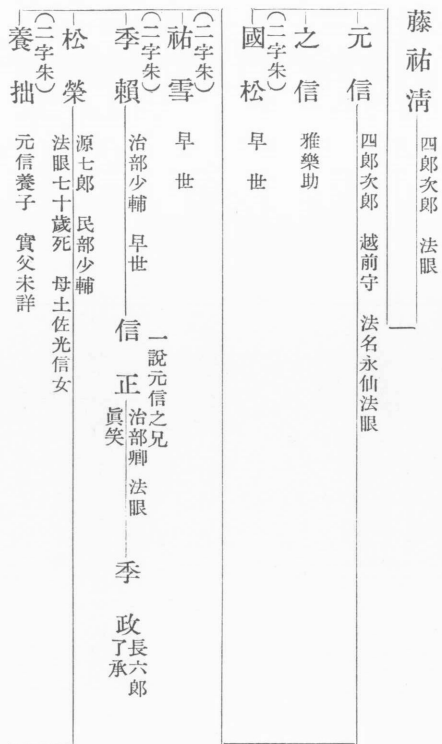 藤祐淸 四郎次郎 法眼
元信 四郎次郎 越前守 法名永仙法眼
之信 雅樂助
(二字朱)
國松 早世
(二字朱)
祐雪 早世
(二字朱)
季賴 治部少輔 早世
信正 一說元信之兄
治部卿 法眼
眞笑
季政 長六郎
了承
松榮 源七郎 民部少輔
法眼七十歲死 母土佐光信女
(二字朱)
養拙 元信養子 實父未詳